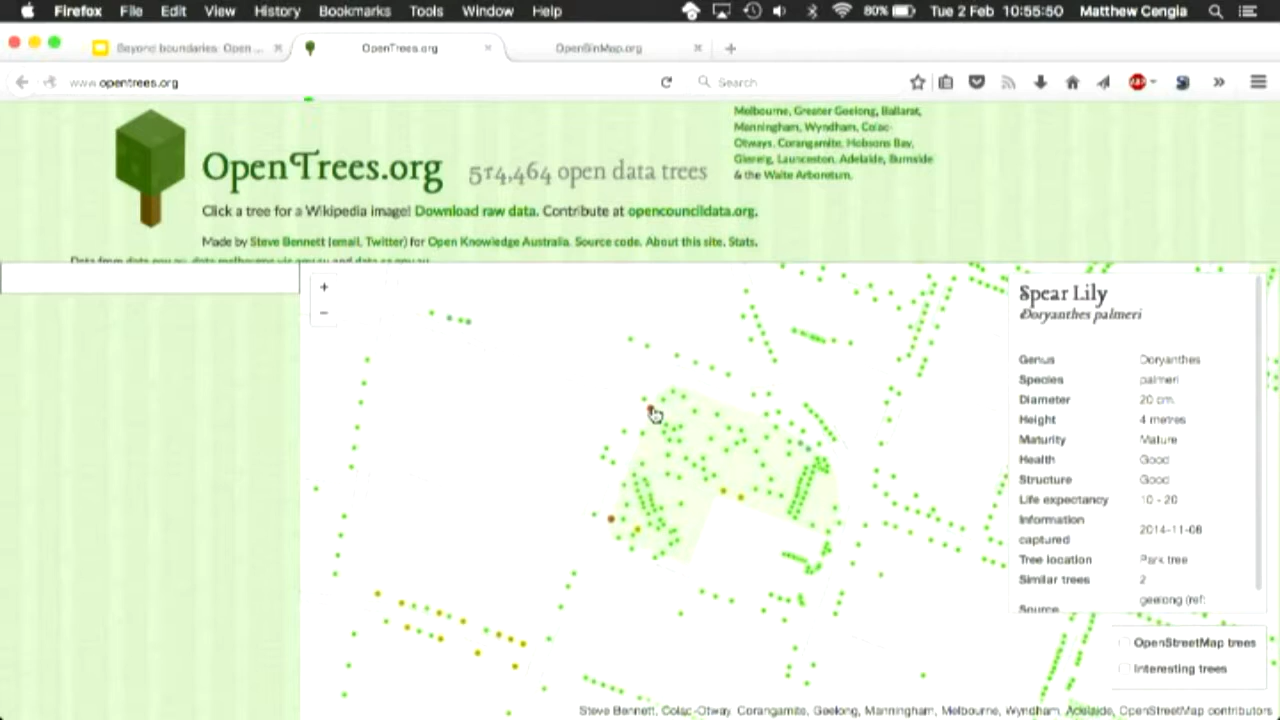 Firefox File Edit View History Bookmarks Tools Window Help 80% Tue 2 Feb 10:55:50 Matthew Cengia
Beyond boundaries: Open ... OpenTrees.org OpenBinMap.org
www.opentrees.org Search
Melbourne, Greater Geelong, Ballarat,
Manningham, Wyndham, Colac-
Otways, Corangamite, Hobsons Bay,
Glenelg, Launceston, Adelaide, Burnside
& the Waite Arboretum.
OpenTrees.org 514,464 open data trees
Click a tree for a Wikipedia image! Download raw data. Contribute at opencouncildata.org.
Made by Steve Bennett (email, Twitter) for Open Knowledge Australia. Source code. About this site. Stats.
+
−
Spear Lily
Doryanthes palmeri
Genus Doryanthes
Species palmeri
Diameter 20 cm
Height 4 metres
Maturity Mature
Health Good
Structure Good
Life expectancy 10 - 20
Information
captured 2014-11-06
Tree location Park tree
Similar trees 2
Source geelong (ref:
OpenStreetMap trees
Interesting trees
Steve Bennett, Colac-Otway, Corangamite, Geelong, Manningham, Melbourne, Wyndham, Adelaide, OpenStreetMap contributors